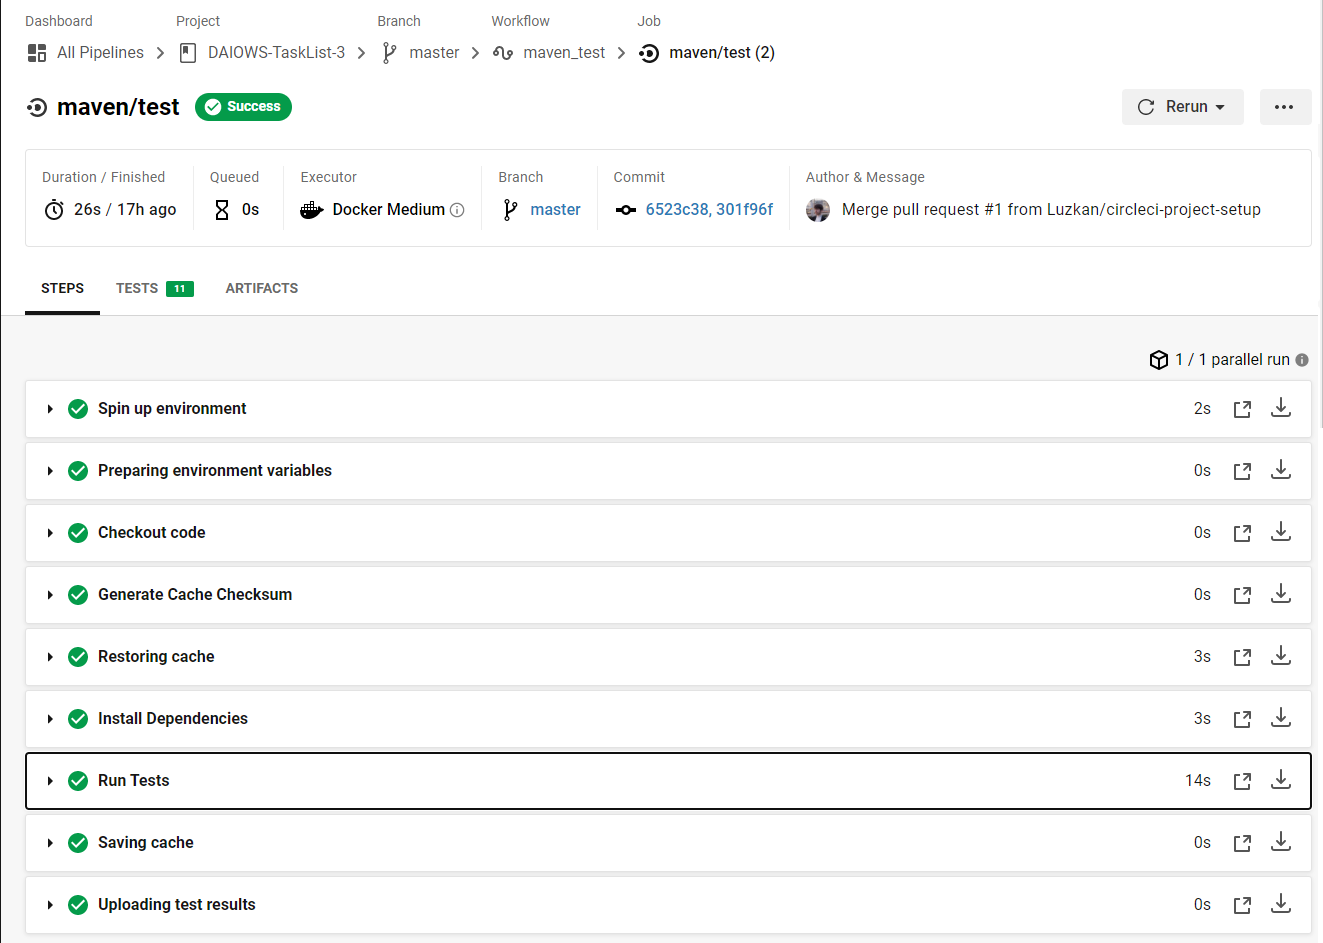 Dashboard Project Branch Workflow Job
All Pipelines DAIOWS-TaskList-3 master maven_test maven/test (2)
maven/test Success Rerun
Duration / Finished Queued Executor Branch Commit Author & Message
26s / 17h ago 0s Docker Medium master 6523c38, 301f96f Merge pull request #1 from Luzkan/circleci-project-setup
STEPS TESTS 11 ARTIFACTS
1 / 1 parallel run
Spin up environment 2s
Preparing environment variables 0s
Checkout code 0s
Generate Cache Checksum 0s
Restoring cache 3s
Install Dependencies 3s
Run Tests 14s
Saving cache 0s
Uploading test results 0s